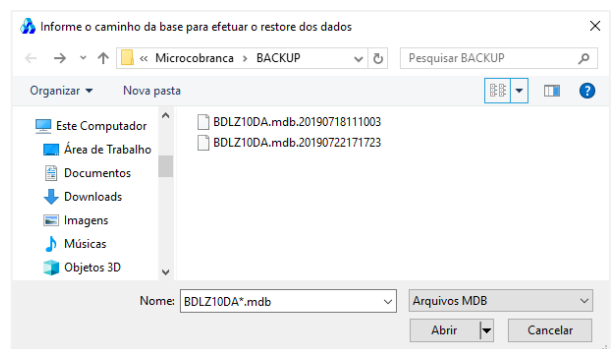 Informe o caminho da base para efetuar o restore dos dados
« Microcobranca > BACKUP
Pesquisar BACKUP
Organizar
Nova pasta
Este Computador
Área de Trabalho
Documentos
Downloads
Imagens
Músicas
Objetos 3D
BDLZ10DA.mdb.20190718111003
BDLZ10DA.mdb.20190722171723
Nome: BDLZ10DA*.mdb
Arquivos MDB
Abrir
Cancelar